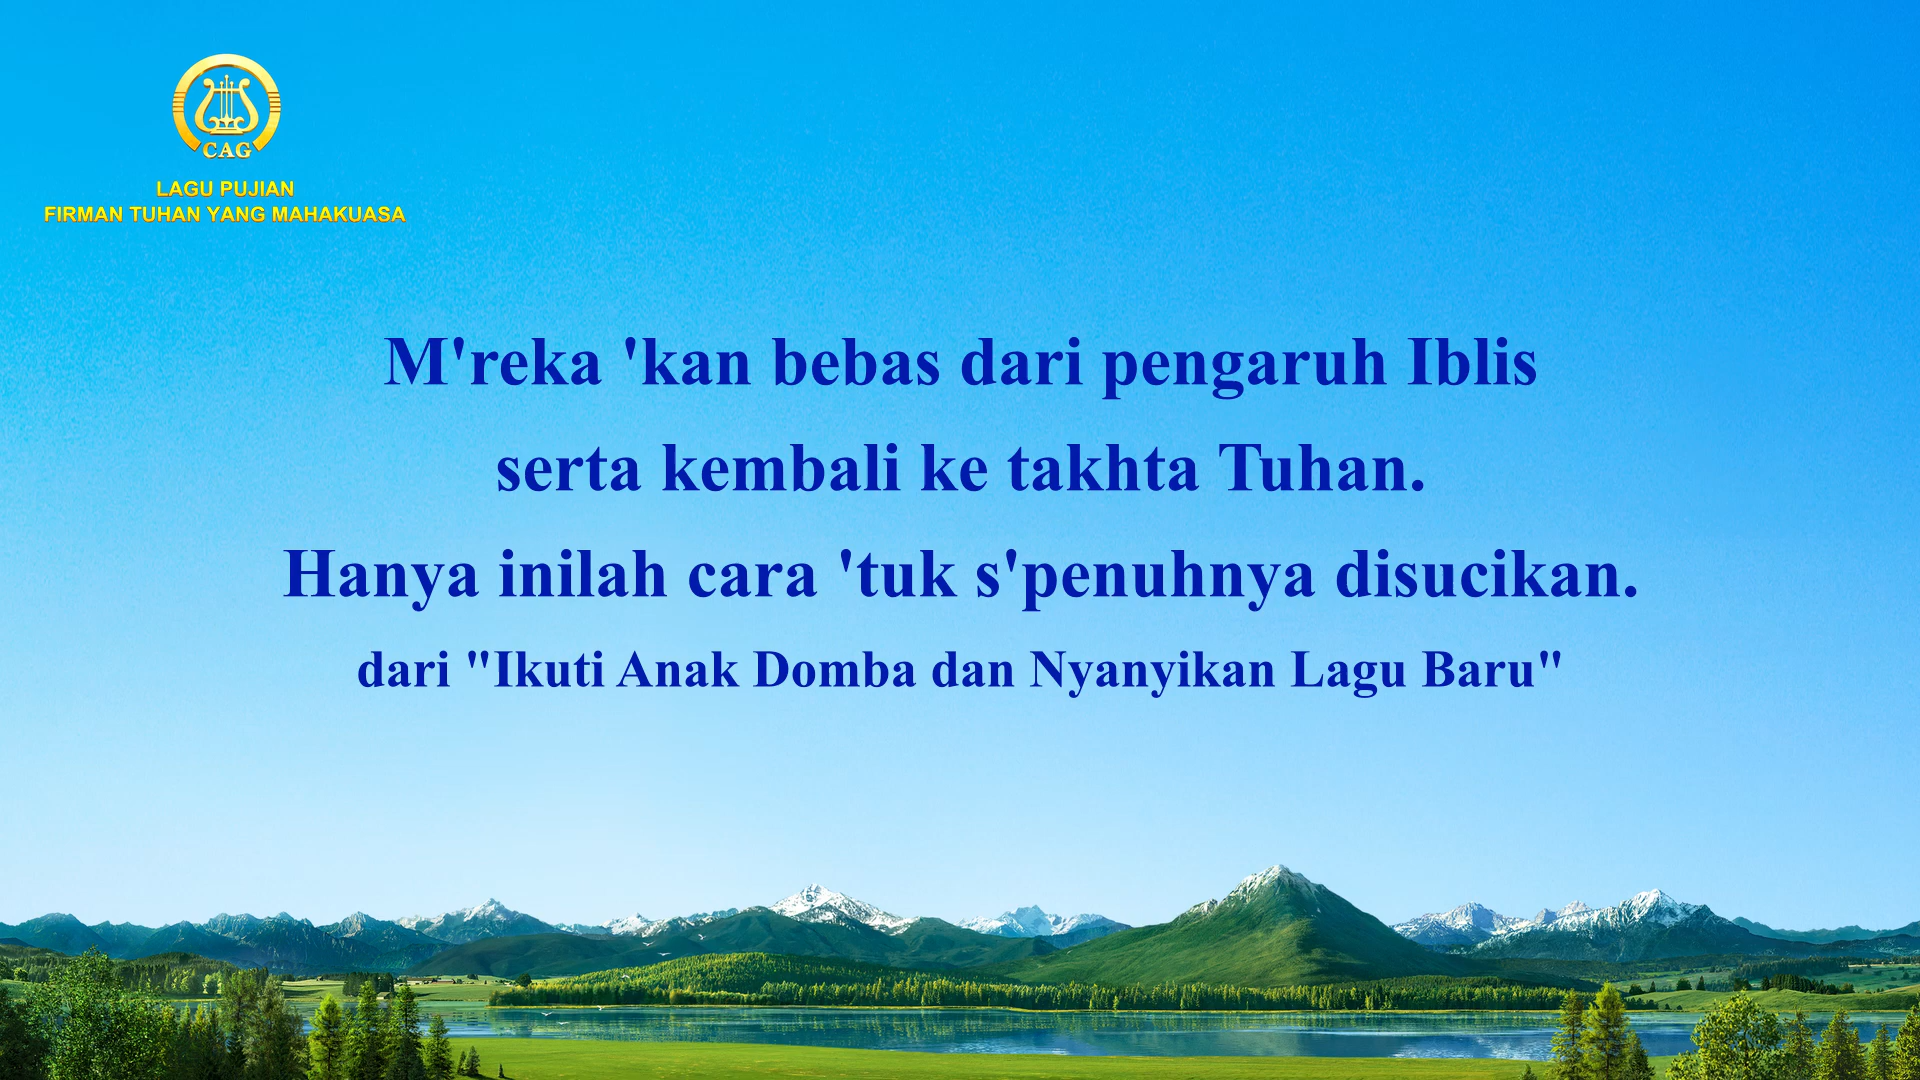 CAG
LAGU PUJIAN
FIRMAN TUHAN YANG MAHAKUASA
M'reka 'kan bebas dari pengaruh Iblis
serta kembali ke takhta Tuhan.
Hanya inilah cara 'tuk s'penuhnya disucikan.
dari "Ikuti Anak Domba dan Nyanyikan Lagu Baru"